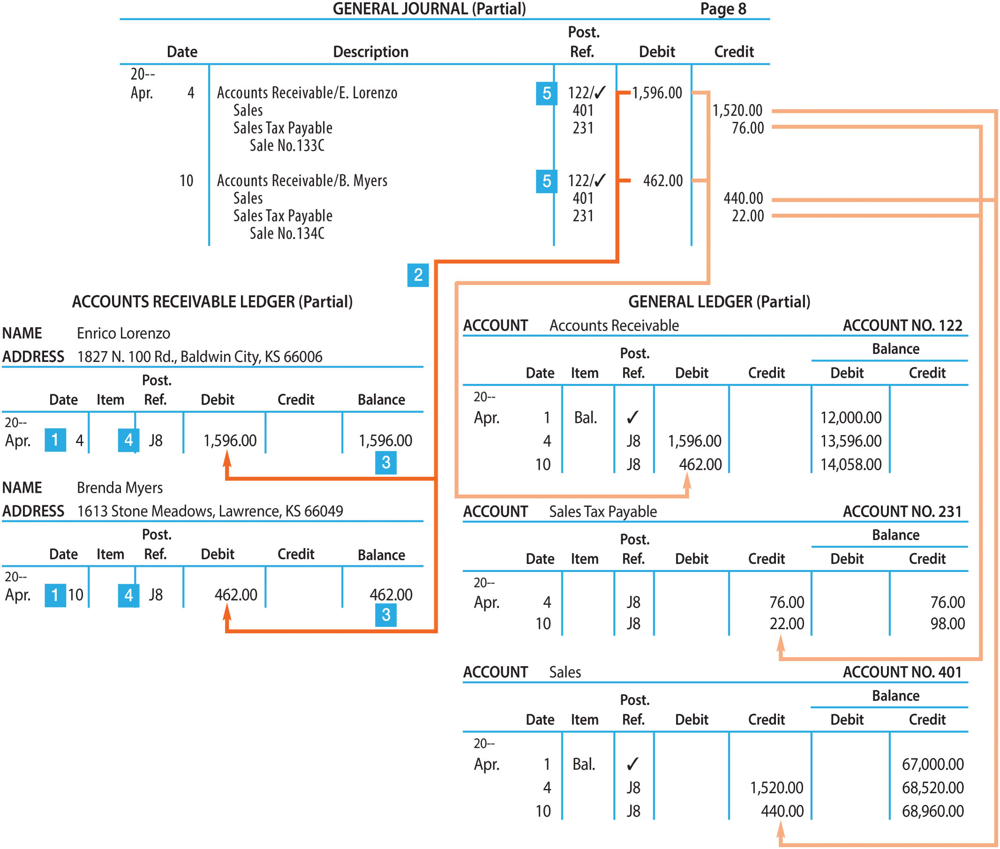 GENERAL JOURNAL (Partial) Page 8
Post.
Date Description Ref. Debit Credit
20--
Apr. 4 Accounts Receivable/E. Lorenzo 5 122/✓ 1,596.00
Sales 401 1,520.00
Sales Tax Payable 231 76.00
Sale No.133C
10 Accounts Receivable/B. Myers 5 122/✓ 462.00
Sales 401 440.00
Sales Tax Payable 231 22.00
Sale No.134C
2
ACCOUNTS RECEIVABLE LEDGER (Partial)
NAME Enrico Lorenzo
ADDRESS 1827 N. 100 Rd., Baldwin City, KS 66006
Post.
Date Item Ref. Debit Credit Balance
20--
Apr. 1 4 4 J8 1,596.00 1,596.00
3
NAME Brenda Myers
ADDRESS 1613 Stone Meadows, Lawrence, KS 66049
Post.
Date Item Ref. Debit Credit Balance
20--
Apr. 1 10 4 J8 462.00 462.00
3
GENERAL LEDGER (Partial)
ACCOUNT Accounts Receivable ACCOUNT NO. 122
Balance
Post.
Date Item Ref. Debit Credit Debit Credit
20--
Apr. 1 Bal. ✓ 12,000.00
4 J8 1,596.00 13,596.00
10 J8 462.00 14,058.00
ACCOUNT Sales Tax Payable ACCOUNT NO. 231
Balance
Post.
Date Item Ref. Debit Credit Debit Credit
20--
Apr. 4 J8 76.00 76.00
10 J8 22.00 98.00
ACCOUNT Sales ACCOUNT NO. 401
Balance
Post.
Date Item Ref. Debit Credit Debit Credit
20--
Apr. 1 Bal. ✓ 67,000.00
4 J8 1,520.00 68,520.00
10 J8 440.00 68,960.00